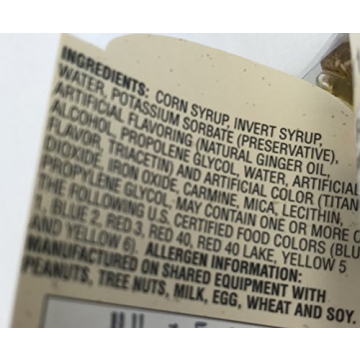 INGREDIENTS: CORN SYRUP, INVERT SYRUP,
WATER, POTASSIUM SORBATE (PRESERVATIVE),
ARTIFICIAL FLAVORING (NATURAL GINGER OIL,
ALCOHOL, PROPYLENE GLYCOL, WATER, ARTIFICIAL
FLAVOR, TRIACETIN) AND ARTIFICIAL COLOR (TITAN
DIOXIDE, IRON OXIDE, CARMINE, MICA, LECITHIN,
PROPYLENE GLYCOL, MAY CONTAIN ONE OR MORE O
THE FOLLOWING U.S. CERTIFIED FOOD COLORS (BLU
1, BLUE 2, RED 3, RED 40, RED 40 LAKE, YELLOW 5
AND YELLOW 6). ALLERGEN INFORMATION:
MANUFACTURED ON SHARED EQUIPMENT WITH
PEANUTS, TREE NUTS, MILK, EGG, WHEAT AND SOY.